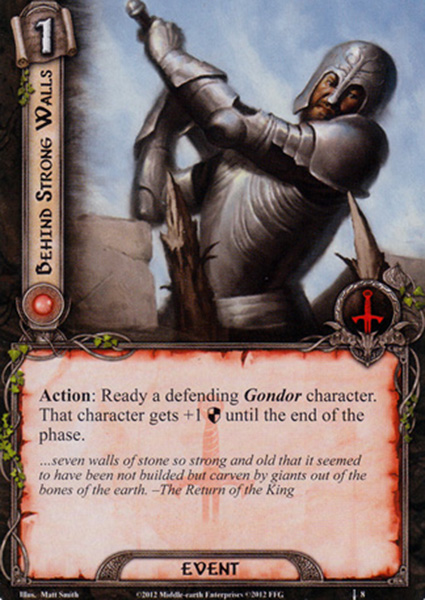 1
Behind Strong Walls
Action: Ready a defending Gondor character.
That character gets +1 until the end of the
phase.
...seven walls of stone so strong and old that it seemed
to have been not builded but carven by giants out of the
bones of the earth. –The Return of the King
EVENT
Illus. Matt Smith
©2012 Middle-earth Enterprises ©2012 FFG
8